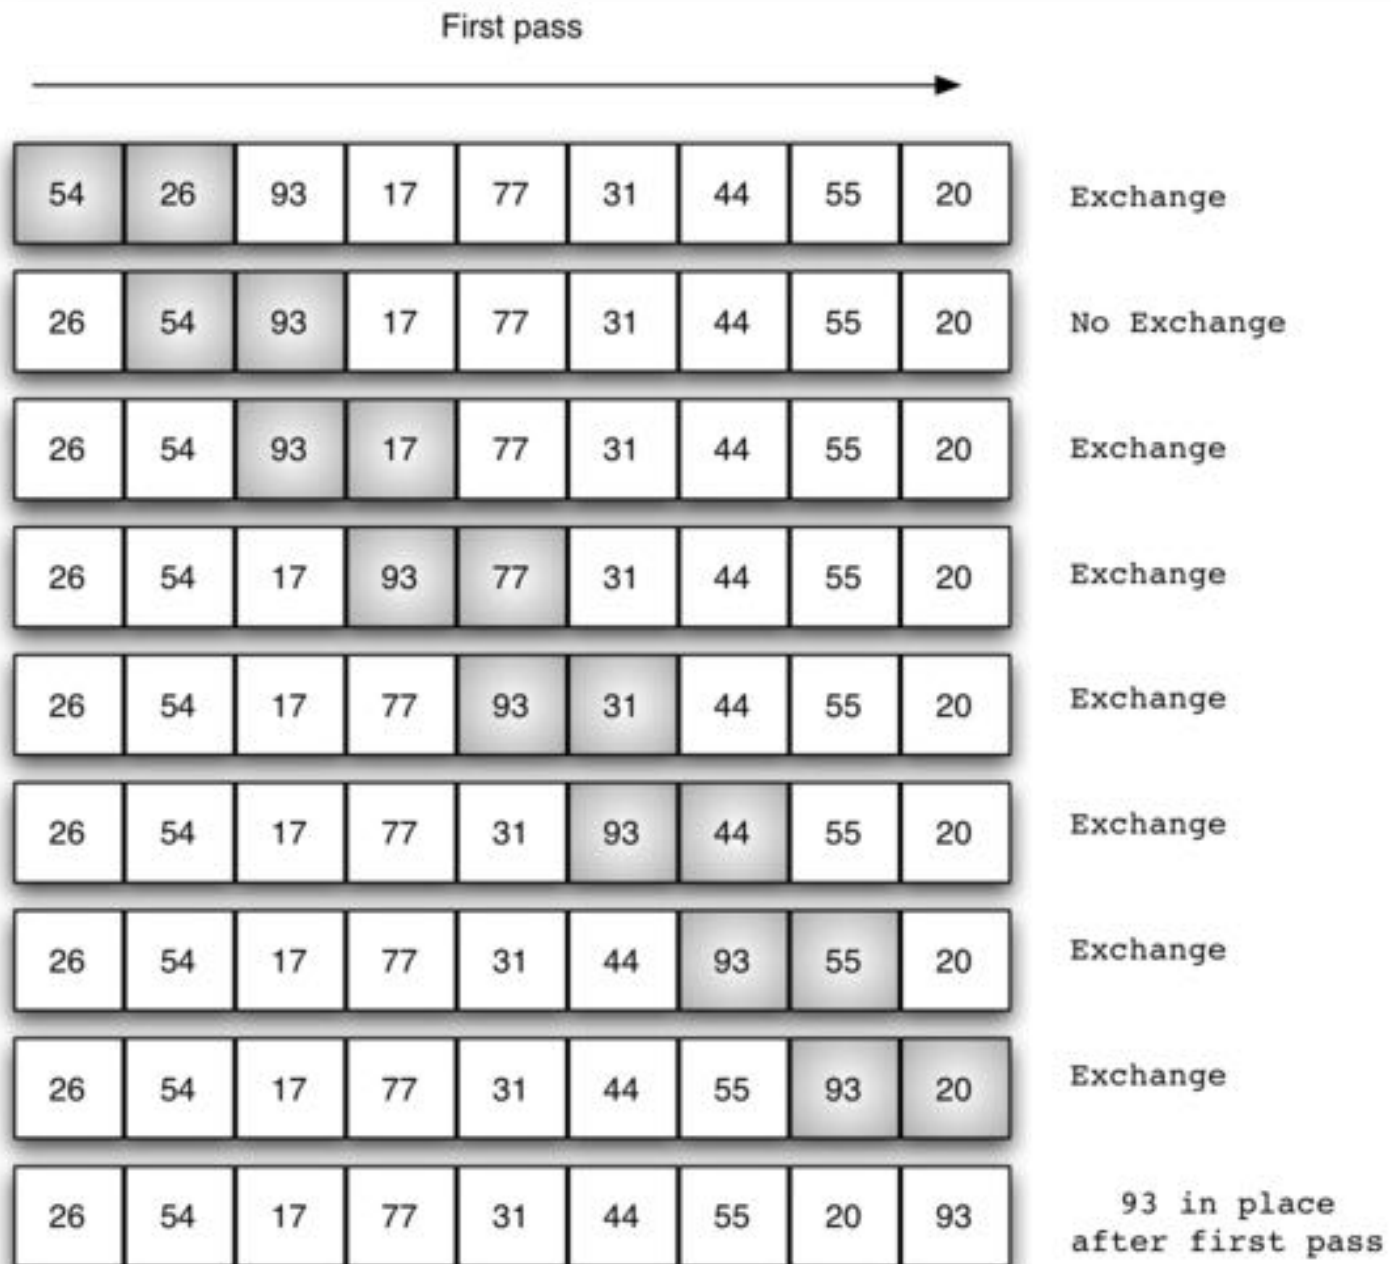 First pass
54 26 93 17 77 31 44 55 20 Exchange
26 54 93 17 77 31 44 55 20 No Exchange
26 54 93 17 77 31 44 55 20 Exchange
26 54 17 93 77 31 44 55 20 Exchange
26 54 17 77 93 31 44 55 20 Exchange
26 54 17 77 31 93 44 55 20 Exchange
26 54 17 77 31 44 93 55 20 Exchange
26 54 17 77 31 44 55 93 20 Exchange
26 54 17 77 31 44 55 20 93 93 in place
after first pass